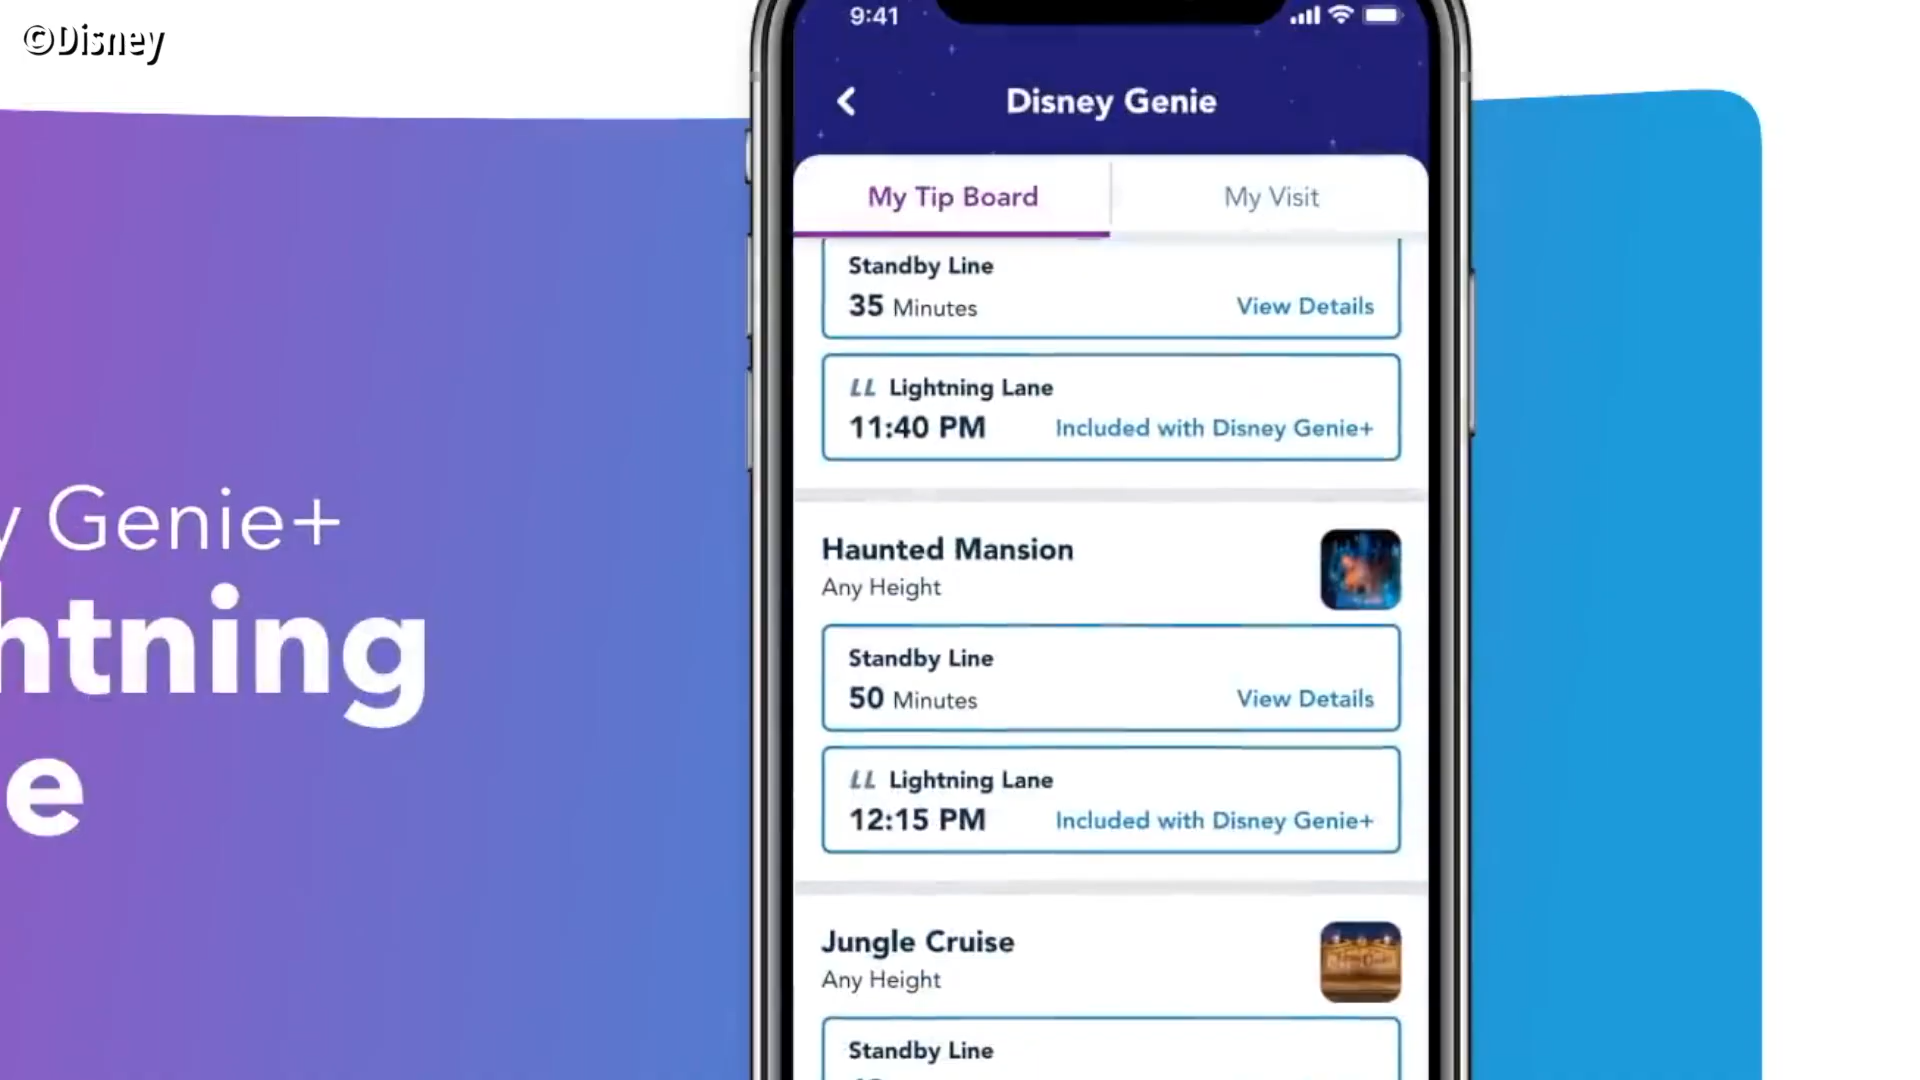 ©Disney
9:41
Disney Genie
My Tip Board
My Visit
Standby Line
35 Minutes
View Details
LL Lightning Lane
11:40 PM
Included with Disney Genie+
Haunted Mansion
Any Height
Standby Line
50 Minutes
View Details
LL Lightning Lane
12:15 PM
Included with Disney Genie+
Jungle Cruise
Any Height
Standby Line
y Genie+
htning
e